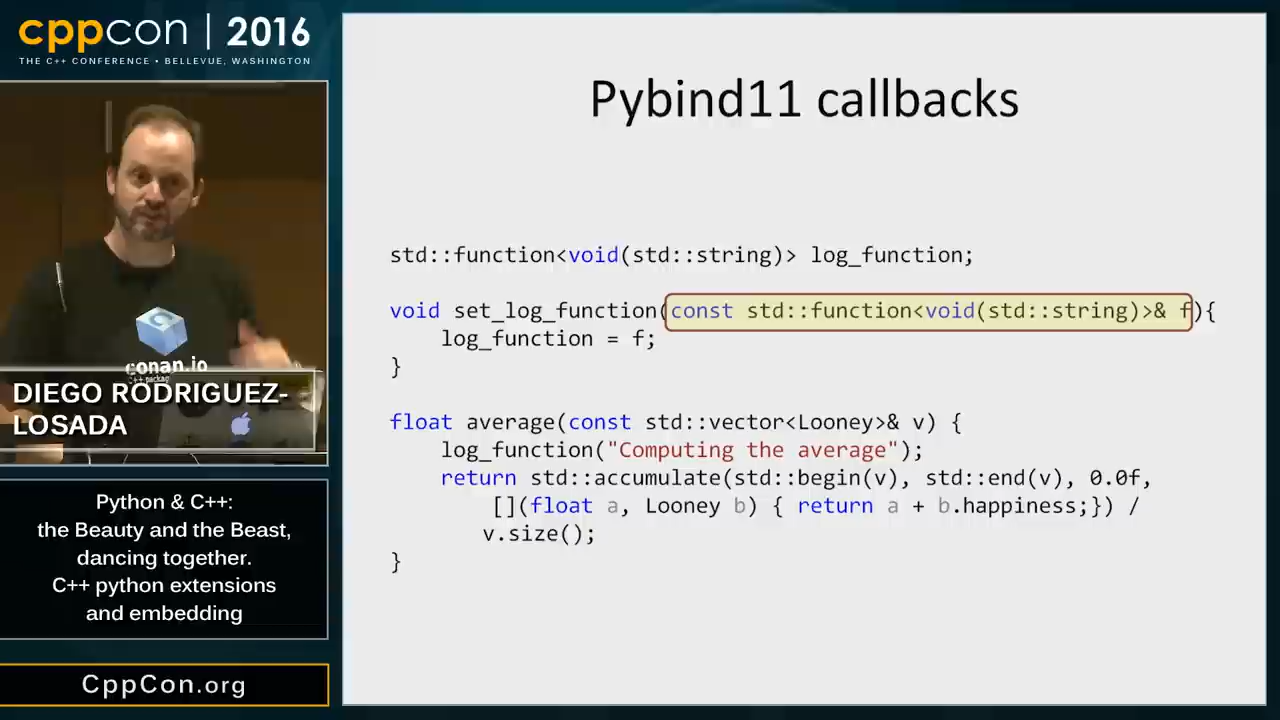 cppcon | 2016
THE C++ CONFERENCE • BELLEVUE, WASHINGTON
conan.io
C++ packag
DIEGO RODRIGUEZ-
LOSADA
Python & C++:
the Beauty and the Beast,
dancing together.
C++ python extensions
and embedding
CppCon.org
Pybind11 callbacks
std::function<void(std::string)> log_function;
void set_log_function(const std::function<void(std::string)>& f){
log_function = f;
}
float average(const std::vector<Looney>& v) {
log_function("Computing the average");
return std::accumulate(std::begin(v), std::end(v), 0.0f,
[](float a, Looney b) { return a + b.happiness;}) /
v.size();
}